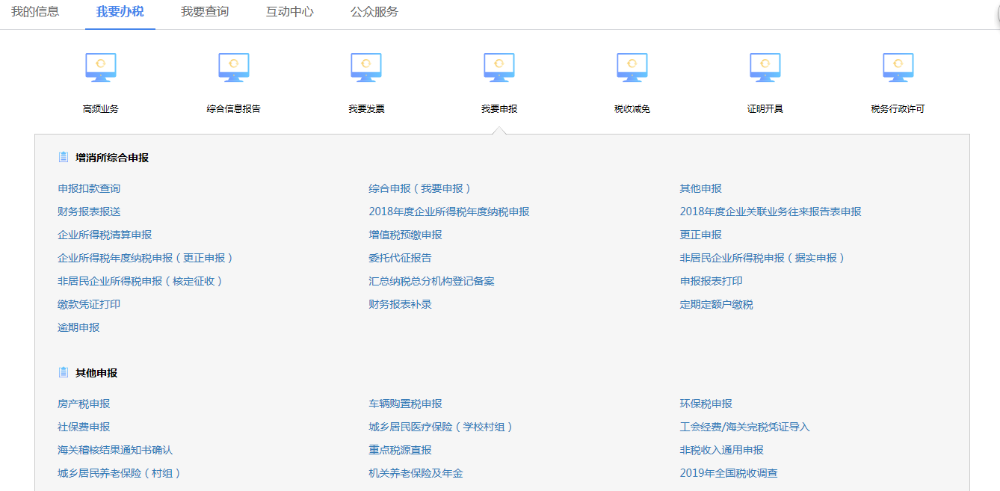 我的信息 我要办税 我要查询 互动中心 公众服务
高频业务 综合信息报告 我要发票 我要申报 税收减免 证明开具 税务行政许可
增消所综合申报
申报扣款查询 综合申报（我要申报） 其他申报
财务报表报送 2018年度企业所得税年度纳税申报 2018年度企业关联业务往来报告表申报
企业所得税清算申报 增值税预缴申报 更正申报
企业所得税年度纳税申报（更正申报） 委托代征报告 非居民企业所得税申报（据实申报）
非居民企业所得税申报（核定征收） 汇总纳税总分机构登记备案 申报报表打印
缴款凭证打印 财务报表补录 定期定额户缴税
逾期申报
其他申报
房产税申报 车辆购置税申报 环保税申报
社保费申报 城乡居民医疗保险（学校村组） 工会经费/海关完税凭证导入
海关稽核结果通知书确认 重点税源直报 非税收入通用申报
城乡居民养老保险（村组） 机关养老保险及年金 2019年全国税收调查